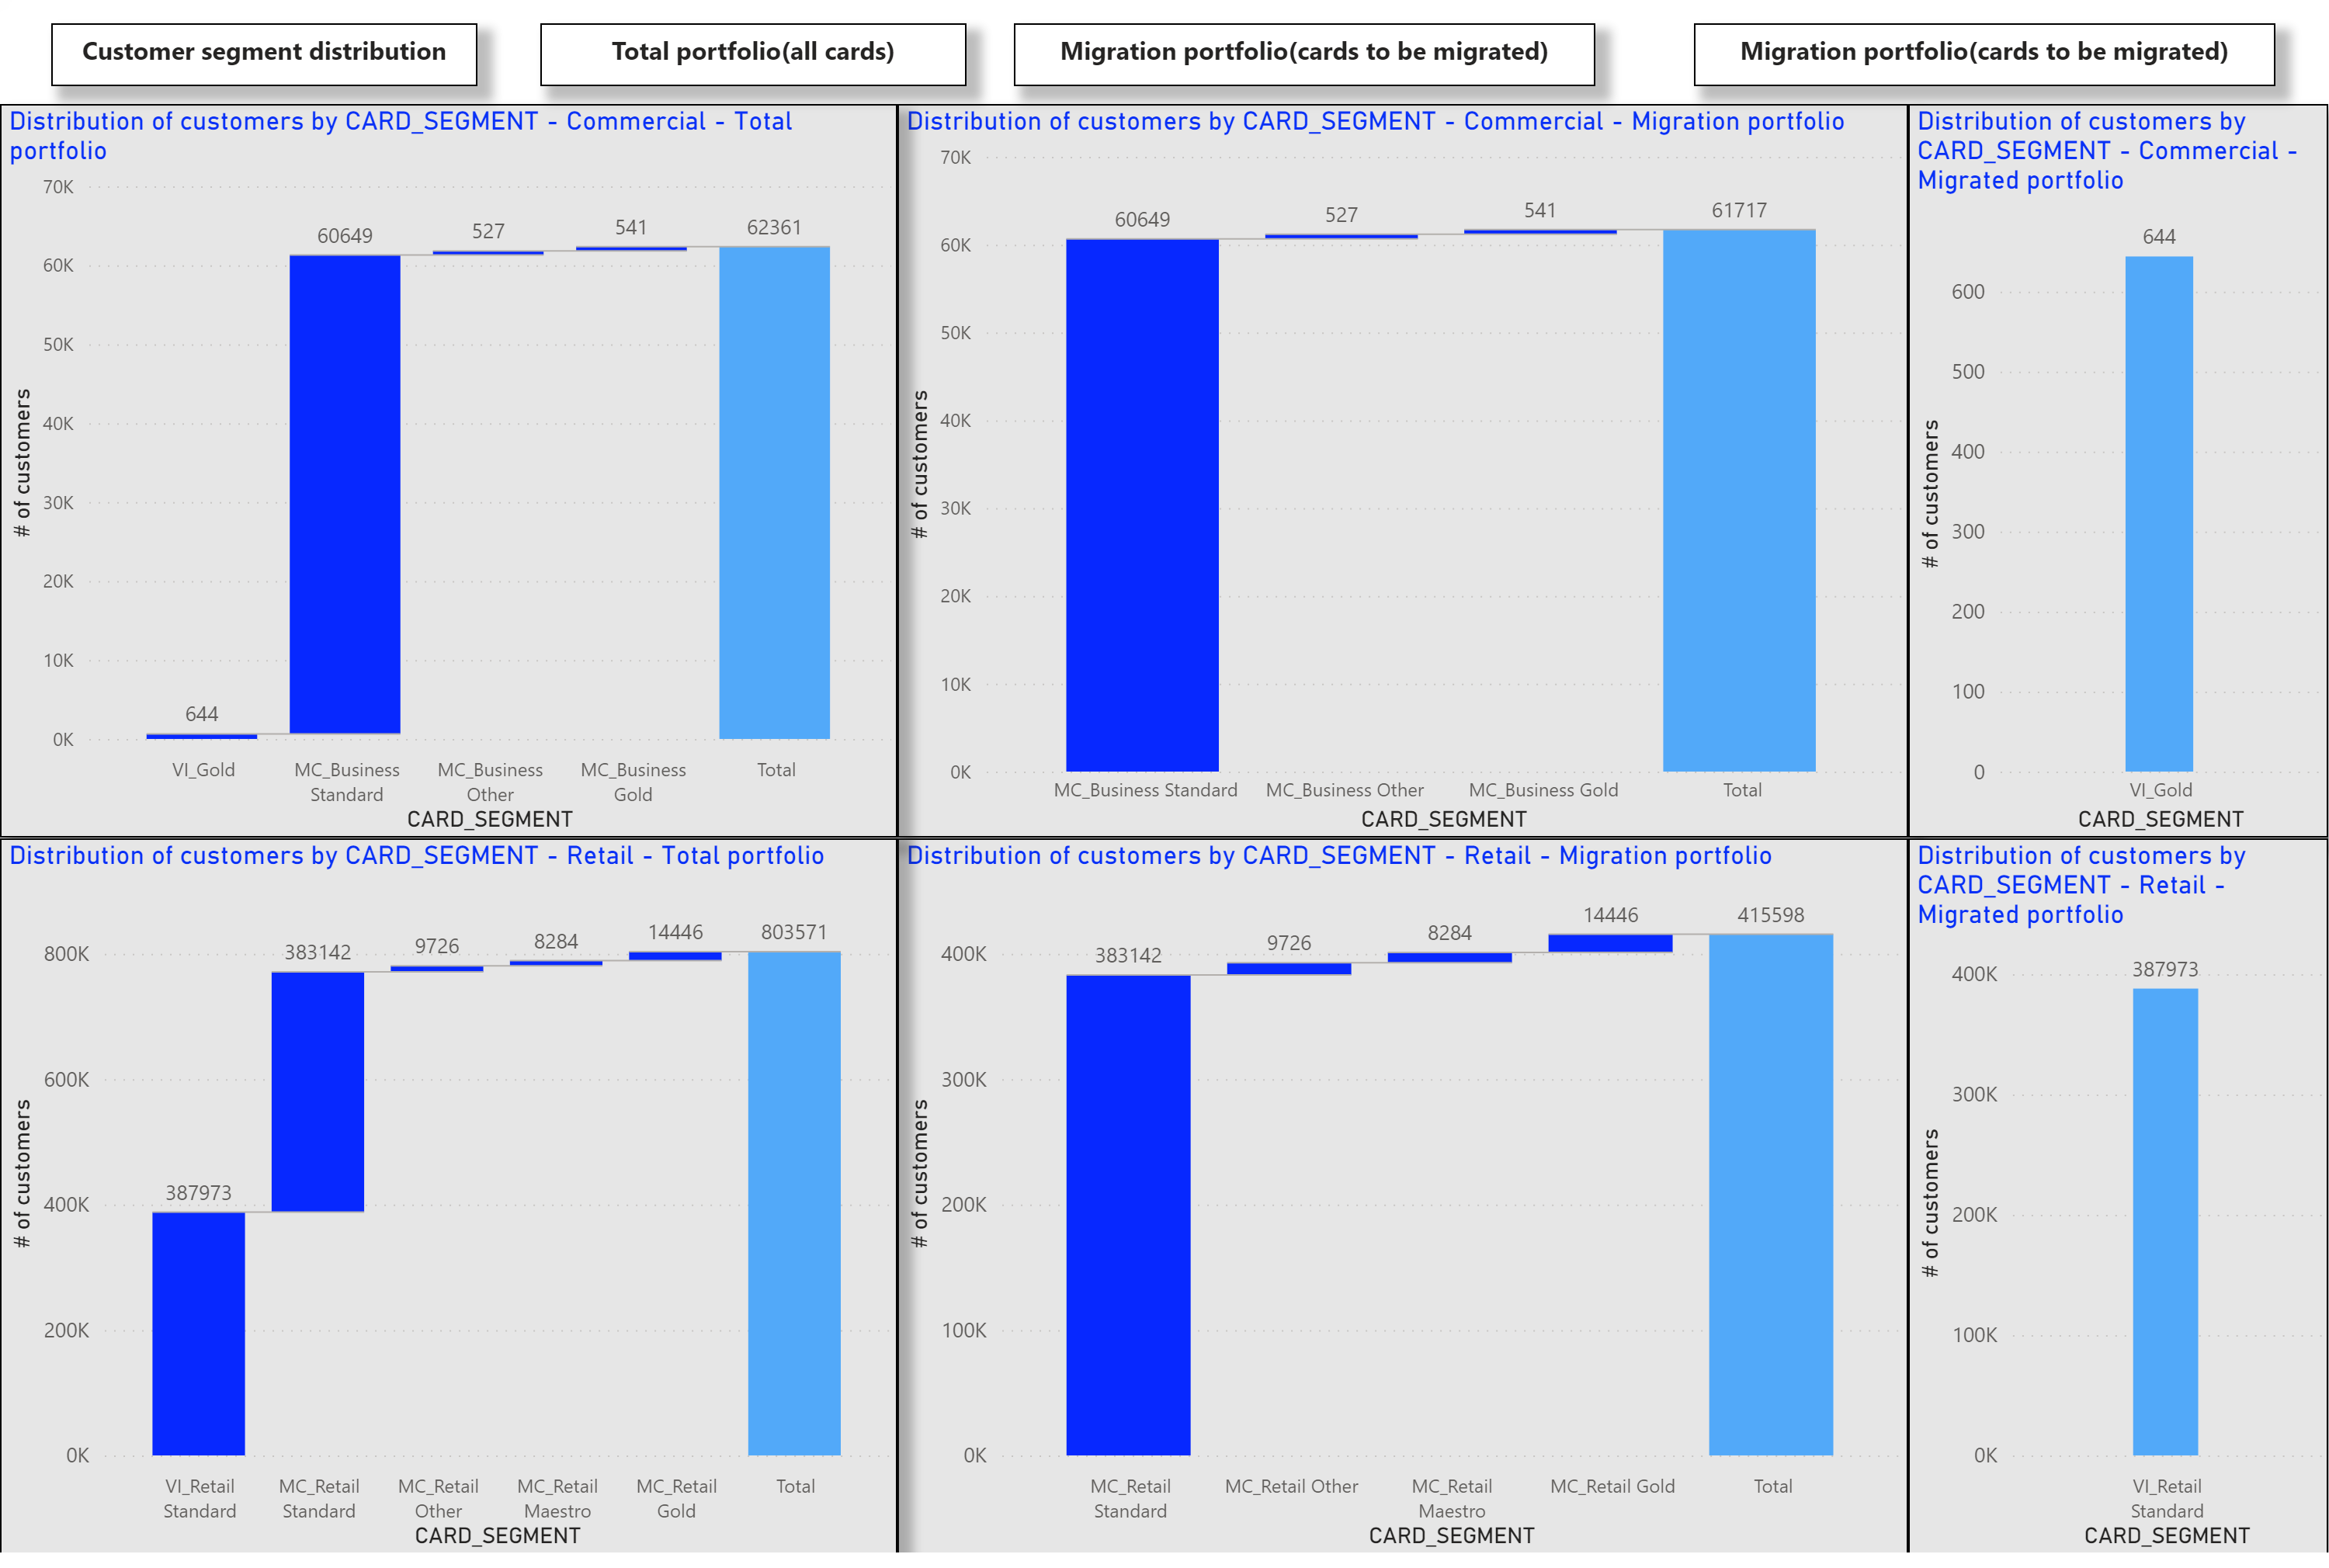 Customer segment distribution
Total portfolio(all cards)
Migration portfolio(cards to be migrated)
Migration portfolio(cards to be migrated)
Distribution of customers by CARD_SEGMENT - Commercial - Total
portfolio
# of customers
70K
60K
50K
40K
30K
20K
10K
0K
644
60649
527
541
62361
VI_Gold
MC_Business
Standard
MC_Business
Other
MC_Business
Gold
Total
CARD_SEGMENT
Distribution of customers by CARD_SEGMENT - Commercial - Migration portfolio
# of customers
70K
60K
50K
40K
30K
20K
10K
0K
60649
527
541
61717
MC_Business Standard
MC_Business Other
MC_Business Gold
Total
CARD_SEGMENT
Distribution of customers by
CARD_SEGMENT - Commercial -
Migrated portfolio
# of customers
600
500
400
300
200
100
0
644
VI_Gold
CARD_SEGMENT
Distribution of customers by CARD_SEGMENT - Retail - Total portfolio
# of customers
800K
600K
400K
200K
0K
387973
383142
9726
8284
14446
803571
VI_Retail
Standard
MC_Retail
Standard
MC_Retail
Other
MC_Retail
Maestro
MC_Retail
Gold
Total
CARD_SEGMENT
Distribution of customers by CARD_SEGMENT - Retail - Migration portfolio
# of customers
400K
300K
200K
100K
0K
383142
9726
8284
14446
415598
MC_Retail
Standard
MC_Retail Other
MC_Retail
Maestro
MC_Retail Gold
Total
CARD_SEGMENT
Distribution of customers by
CARD_SEGMENT - Retail -
Migrated portfolio
# of customers
400K
300K
200K
100K
0K
387973
VI_Retail
Standard
CARD_SEGMENT